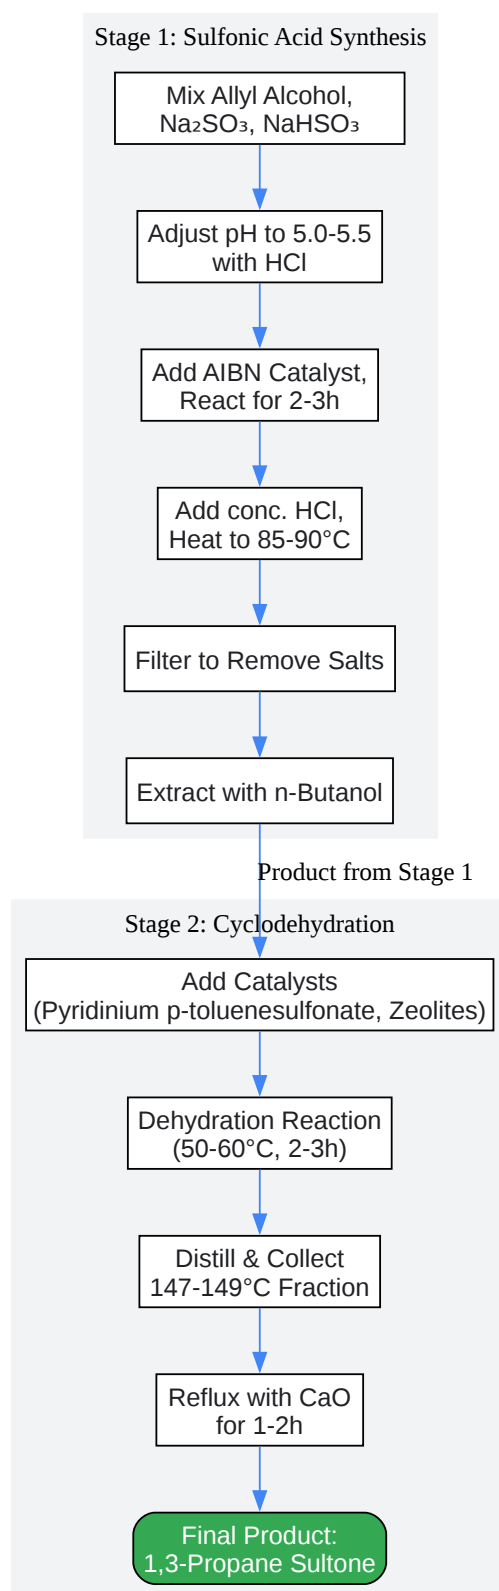 Stage 1: Sulfonic Acid Synthesis
Mix Allyl Alcohol,
Na₂SO₃, NaHSO₃
Adjust pH to 5.0-5.5
with HCl
Add AIBN Catalyst,
React for 2-3h
Add conc. HCl,
Heat to 85-90°C
Filter to Remove Salts
Extract with n-Butanol
Product from Stage 1
Stage 2: Cyclodehydration
Add Catalysts
(Pyridinium p-toluenesulfonate, Zeolites)
Dehydration Reaction
(50-60°C, 2-3h)
Distill & Collect
147-149°C Fraction
Reflux with CaO
for 1-2h
Final Product:
1,3-Propane Sultone